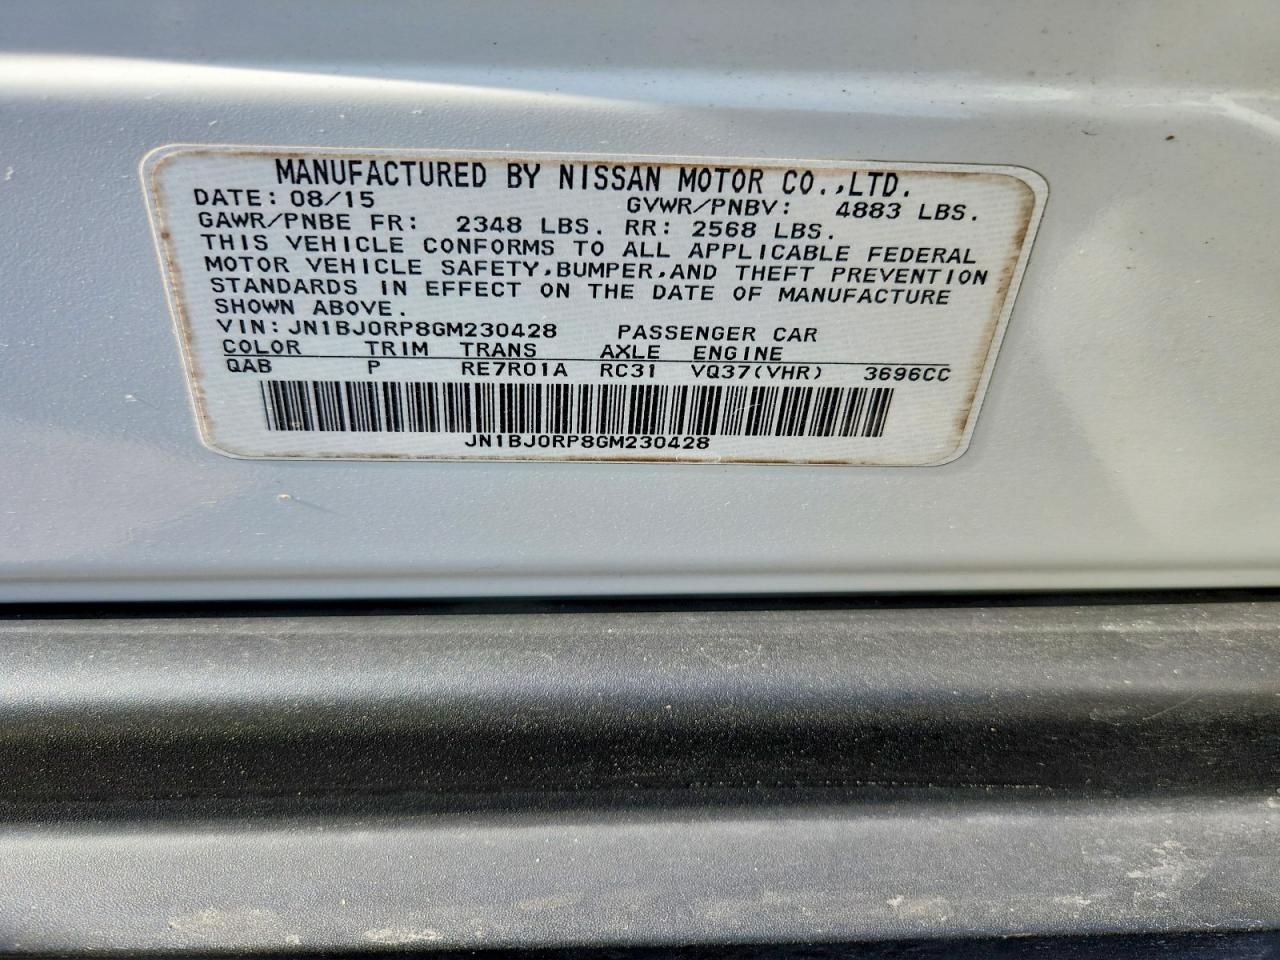 MANUFACTURED BY NISSAN MOTOR CO.,LTD.
DATE: 08/15 GVWR/PNBV: 4883 LBS.
GAWR/PNBE FR: 2348 LBS. RR: 2568 LBS.
THIS VEHICLE CONFORMS TO ALL APPLICABLE FEDERAL
MOTOR VEHICLE SAFETY,BUMPER,AND THEFT PREVENTION
STANDARDS IN EFFECT ON THE DATE OF MANUFACTURE
SHOWN ABOVE.
VIN: JN1BJ0RP8GM230428 PASSENGER CAR
COLOR TRIM TRANS AXLE ENGINE
QAB P RE7R01A RC31 VQ37(VHR) 3696CC
JN1BJ0RP8GM230428